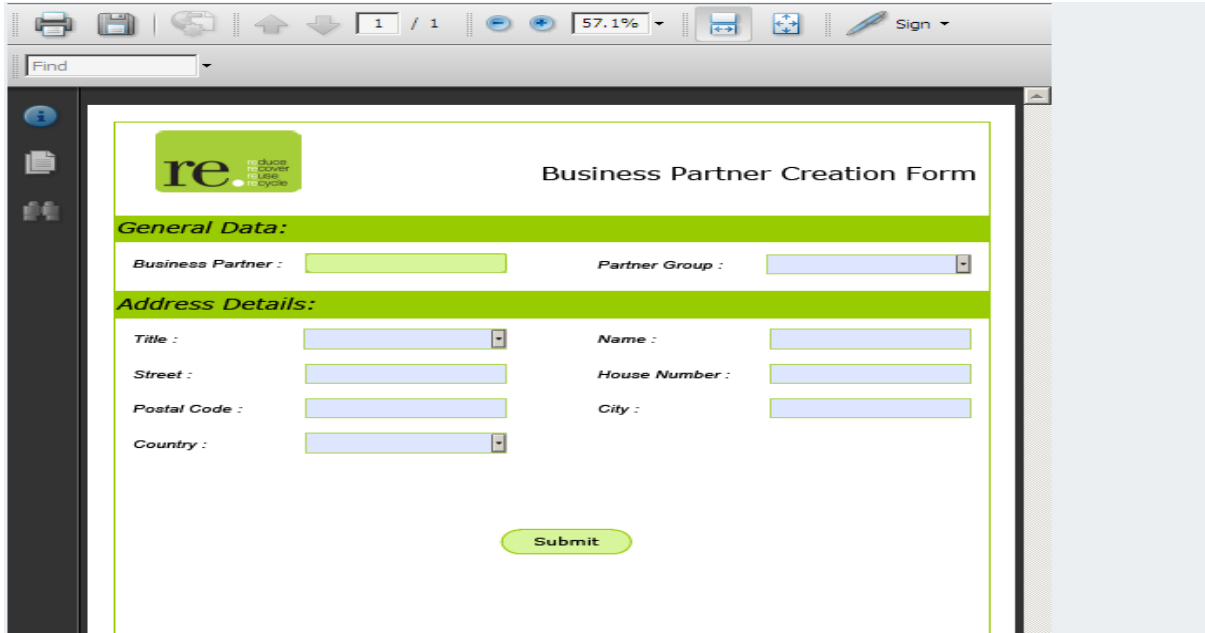 1 / 1 57.1% Sign
Find
re. reduce
recover
reuse
recycle
Business Partner Creation Form
General Data:
Business Partner : Partner Group :
Address Details:
Title : Name :
Street : House Number :
Postal Code : City :
Country :
Submit